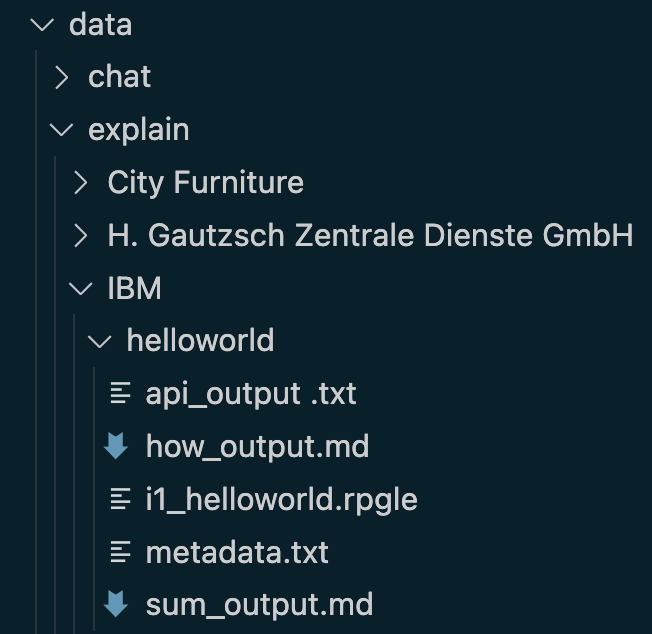 data
chat
explain
City Furniture
H. Gautzsch Zentrale Dienste GmbH
IBM
helloworld
api_output .txt
how_output.md
i1_helloworld.rpgle
metadata.txt
sum_output.md